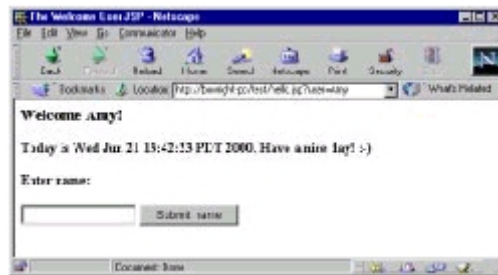 The Welcome User JSP - Netscape
File Edit View Go Communicator Help
Back Reload Home Search Netscape Print Security
Bookmarks Location: What's Related
Welcome Amy!
Today is Wed Jun 21 13:42:23 PDT 2000. Have a nice day! :-)
Enter name:
Submit name
Document: Done